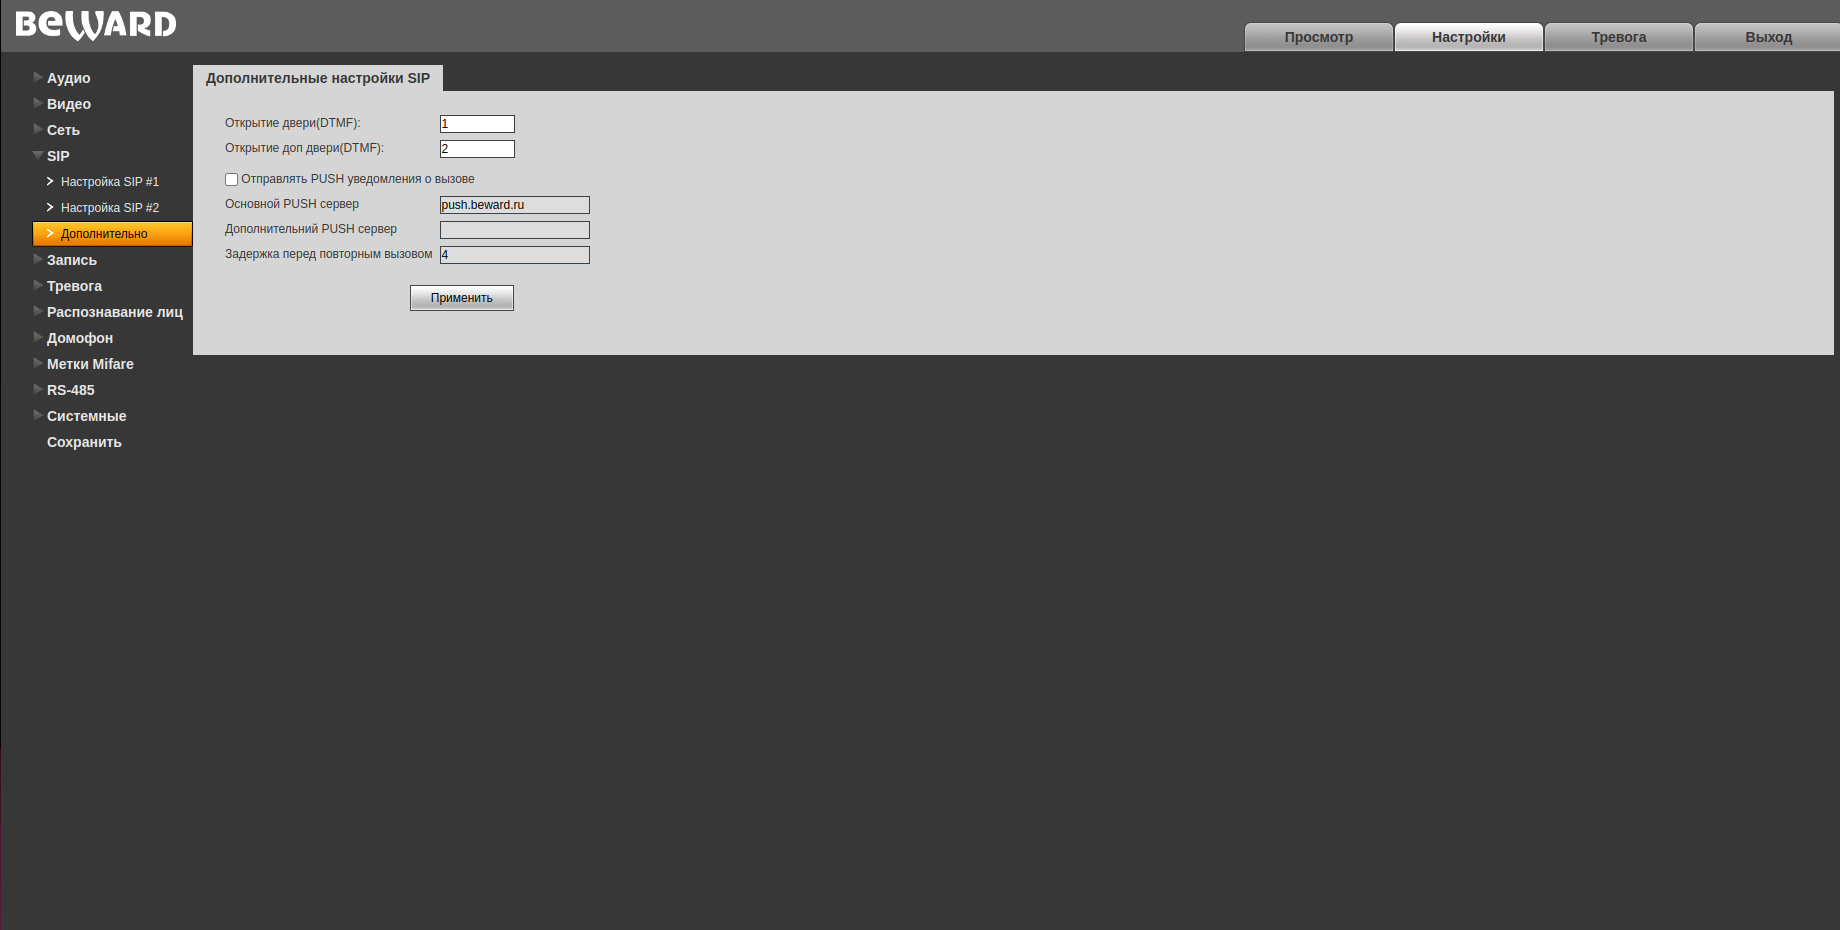 BEWARD
Просмотр
Настройки
Тревога
Выход
Аудио
Видео
Сеть
SIP
Настройка SIP #1
Настройка SIP #2
Дополнительно
Запись
Тревога
Распознавание лиц
Домофон
Метки Mifare
RS-485
Системные
Сохранить
Дополнительные настройки SIP
Открытие двери(DTMF): 1
Открытие доп двери(DTMF): 2
Отправлять PUSH уведомления о вызове
Основной PUSH сервер push.beward.ru
Дополнительний PUSH сервер
Задержка перед повторным вызовом 4
Применить